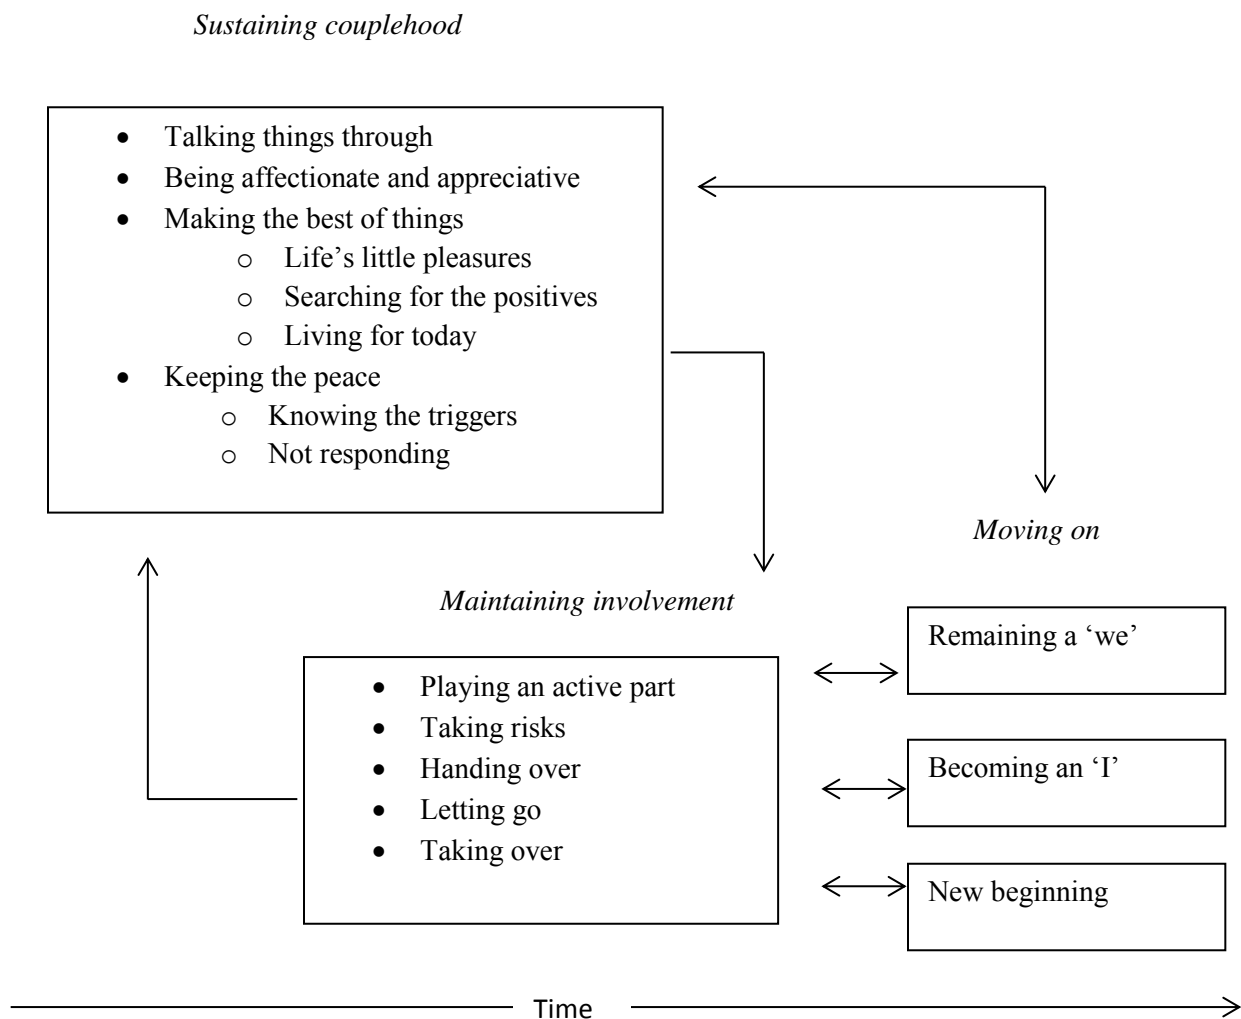 Sustaining couplehood
• Talking things through
• Being affectionate and appreciative
• Making the best of things
o Life’s little pleasures
o Searching for the positives
o Living for today
• Keeping the peace
o Knowing the triggers
o Not responding
Moving on
Maintaining involvement
• Playing an active part
• Taking risks
• Handing over
• Letting go
• Taking over
Remaining a ‘we’
Becoming an ‘I’
New beginning
Time